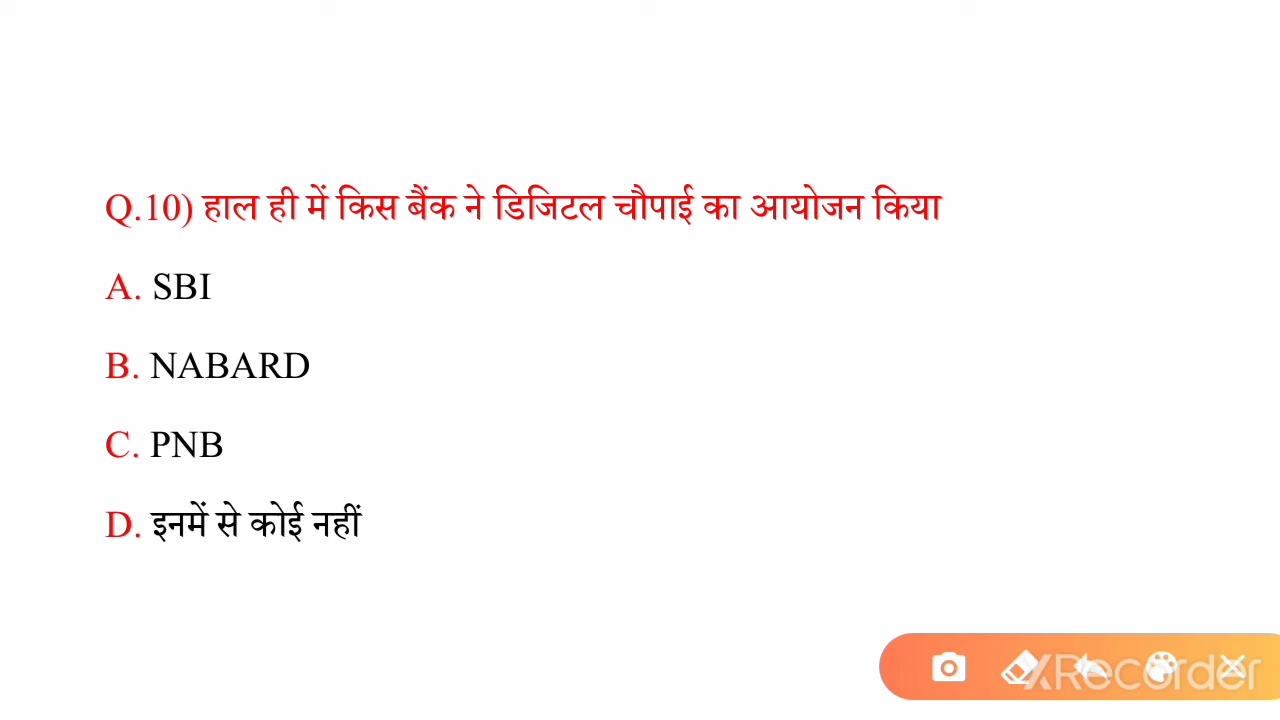 Q.10) हाल ही में किस बैंक ने डिजिटल चौपाई का आयोजन किया
A. SBI
B. NABARD
C. PNB
D. इनमें से कोई नहीं
XRecorder